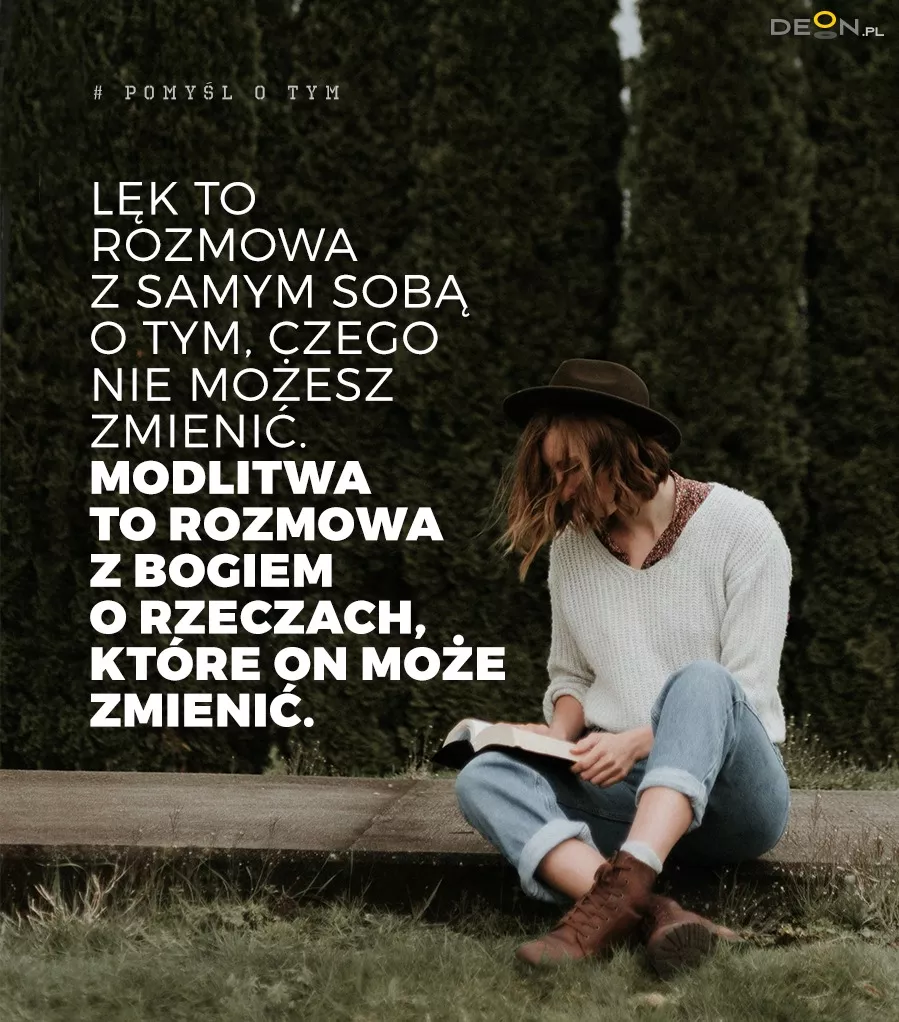 DEON.PL
# POMYŚL O TYM
LĘK TO
ROZMOWA
Z SAMYM SOBĄ
O TYM, CZEGO
NIE MOŻESZ
ZMIENIĆ.
MODLITWA
TO ROZMOWA
Z BOGIEM
O RZECZACH,
KTÓRE ON MOŻE
ZMIENIĆ.